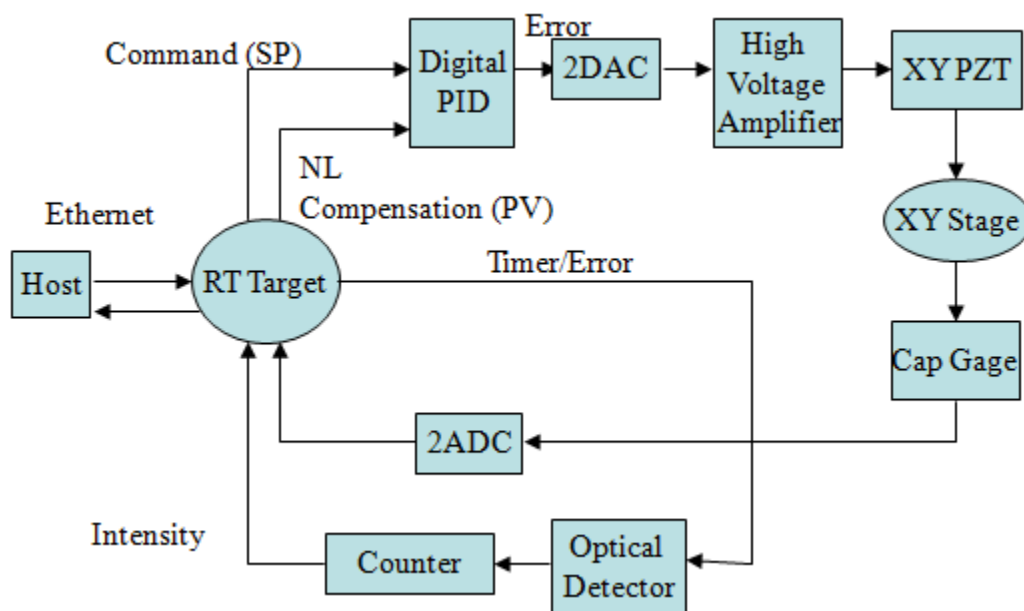 Error
Command (SP)
Digital
PID
2DAC
High
Voltage
Amplifier
XY PZT
NL
Compensation (PV)
Ethernet
XY Stage
Host
RT Target
Timer/Error
Cap Gage
2ADC
Intensity
Counter
Optical
Detector